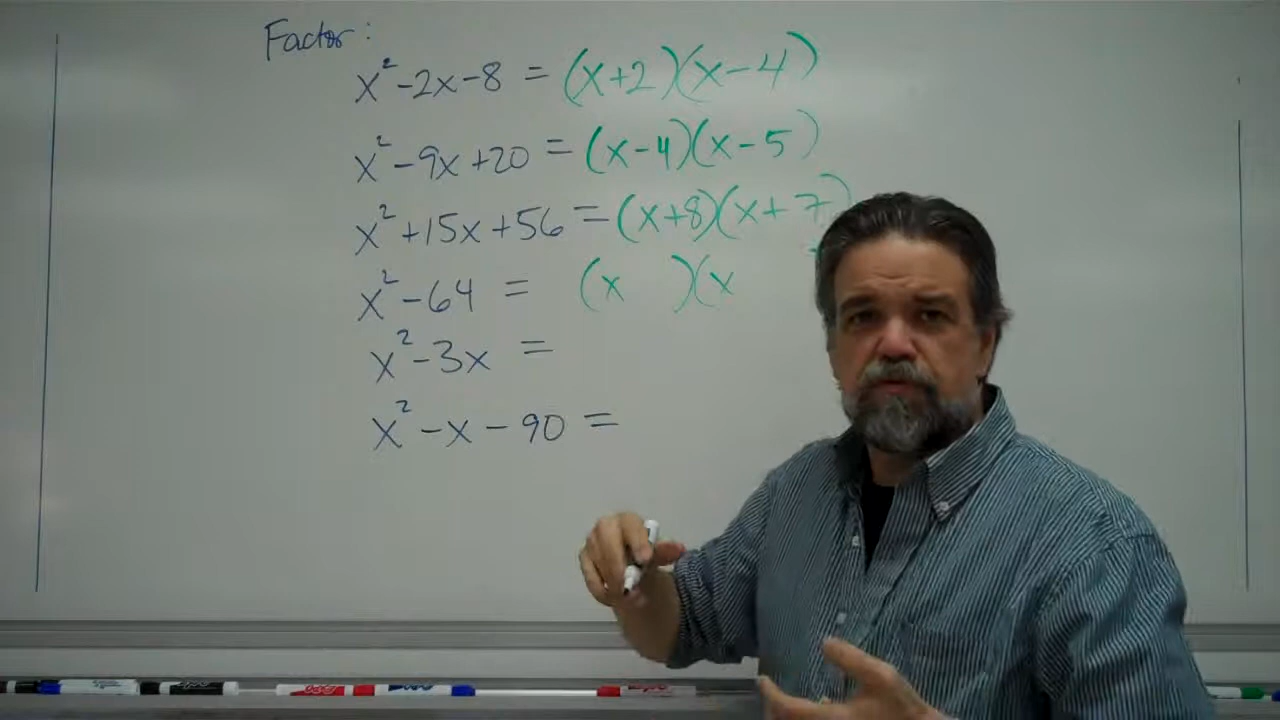 Factor:
x² - 2x - 8 = (x+2)(x-4)
x² - 9x + 20 = (x-4)(x-5)
x² + 15x + 56 = (x+8)(x+7)
x² - 64 = (x )(x
x² - 3x =
x² - x - 90 =